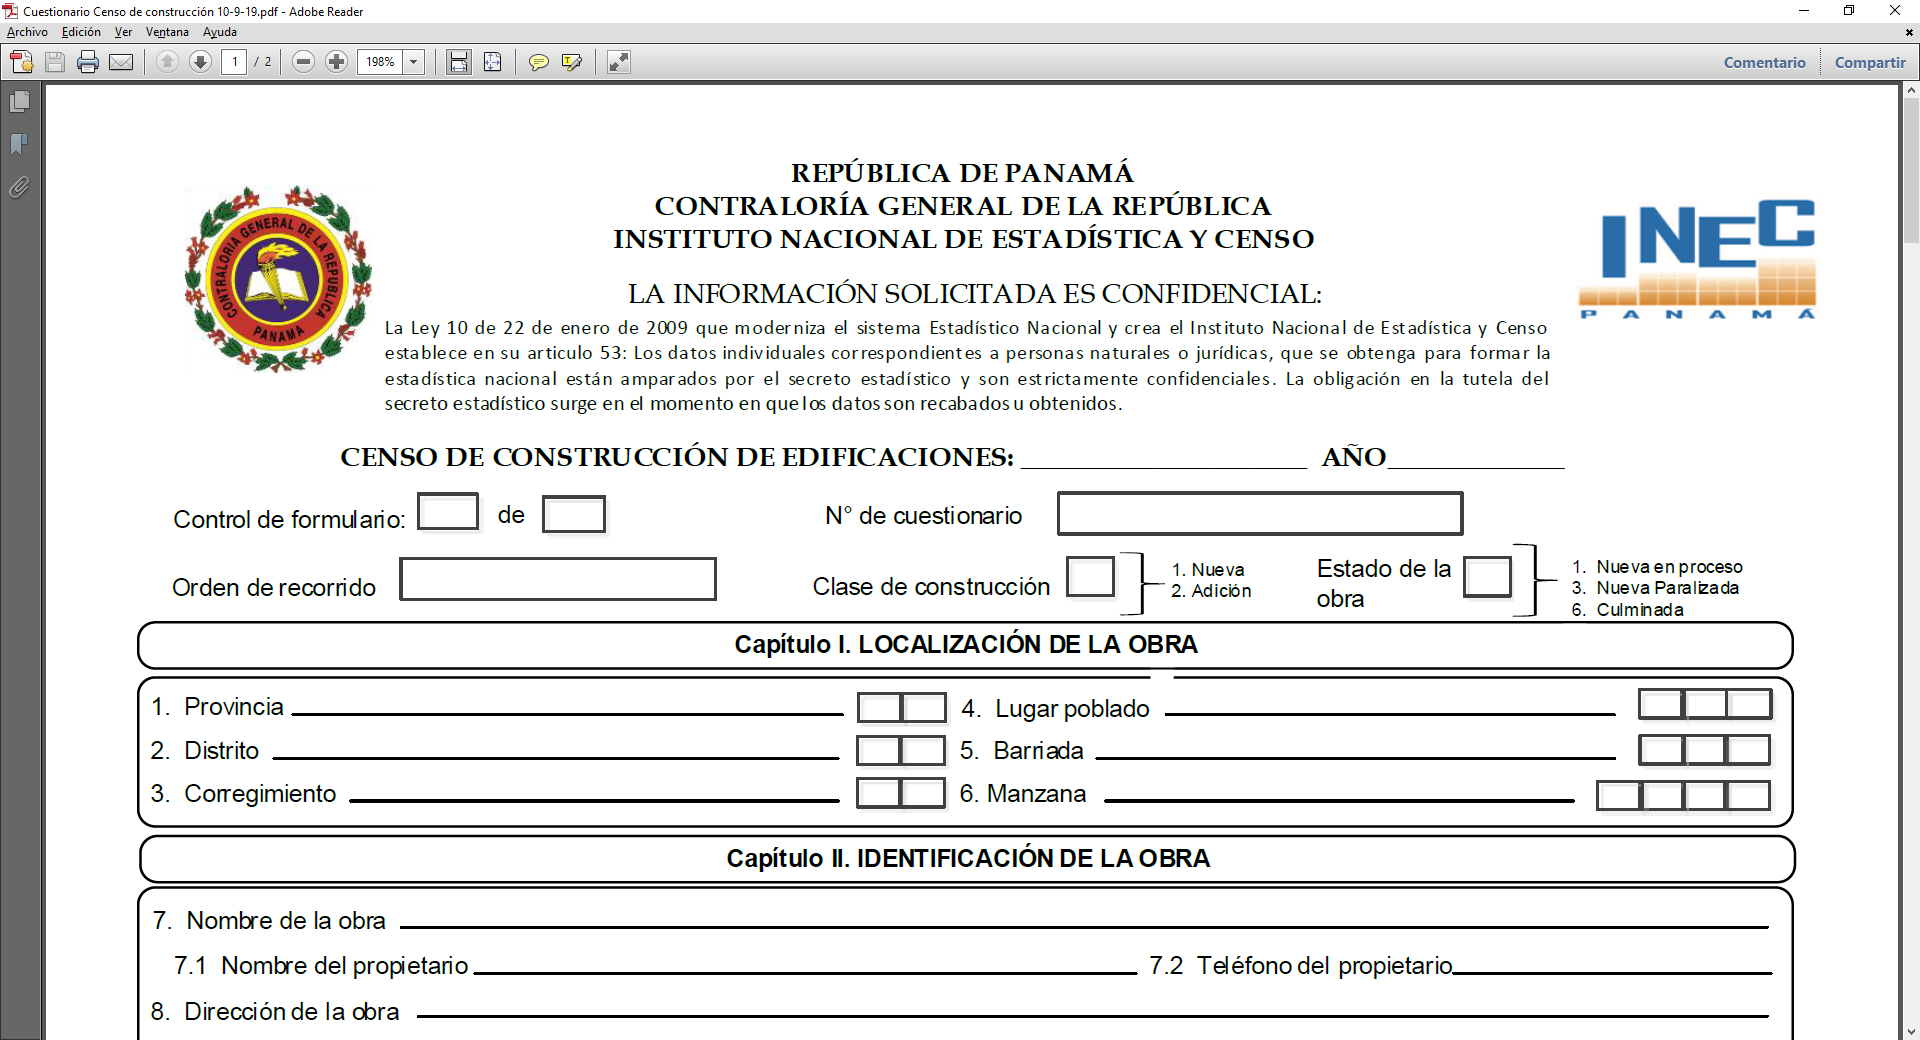 Cuestionario Censo de construcción 10-9-19.pdf - Adobe Reader
Archivo Edición Ver Ventana Ayuda
1 / 2 198% Comentario Compartir
REPÚBLICA DE PANAMÁ
CONTRALORÍA GENERAL DE LA REPÚBLICA
INSTITUTO NACIONAL DE ESTADÍSTICA Y CENSO
CONTRALORIA GENERAL DE LA REPUBLICA
PANAMA
INEC
PANAMÁ
LA INFORMACIÓN SOLICITADA ES CONFIDENCIAL:
La Ley 10 de 22 de enero de 2009 que moderniza el sistema Estadístico Nacional y crea el Instituto Nacional de Estadística y Censo
establece en su articulo 53: Los datos individuales correspondientes a personas naturales o jurídicas, que se obtenga para formar la
estadística nacional están amparados por el secreto estadístico y son estrictamente confidenciales. La obligación en la tutela del
secreto estadístico surge en el momento en que los datos son recabados u obtenidos.
CENSO DE CONSTRUCCIÓN DE EDIFICACIONES: ____________________ AÑO____________
Control de formulario: de N° de cuestionario
Orden de recorrido Clase de construcción
1. Nueva
2. Adición
Estado de la
obra
1. Nueva en proceso
3. Nueva Paralizada
6. Culminada
Capítulo I. LOCALIZACIÓN DE LA OBRA
1. Provincia 4. Lugar poblado
2. Distrito 5. Barriada
3. Corregimiento 6. Manzana
Capítulo II. IDENTIFICACIÓN DE LA OBRA
7. Nombre de la obra
7.1 Nombre del propietario 7.2 Teléfono del propietario
8. Dirección de la obra